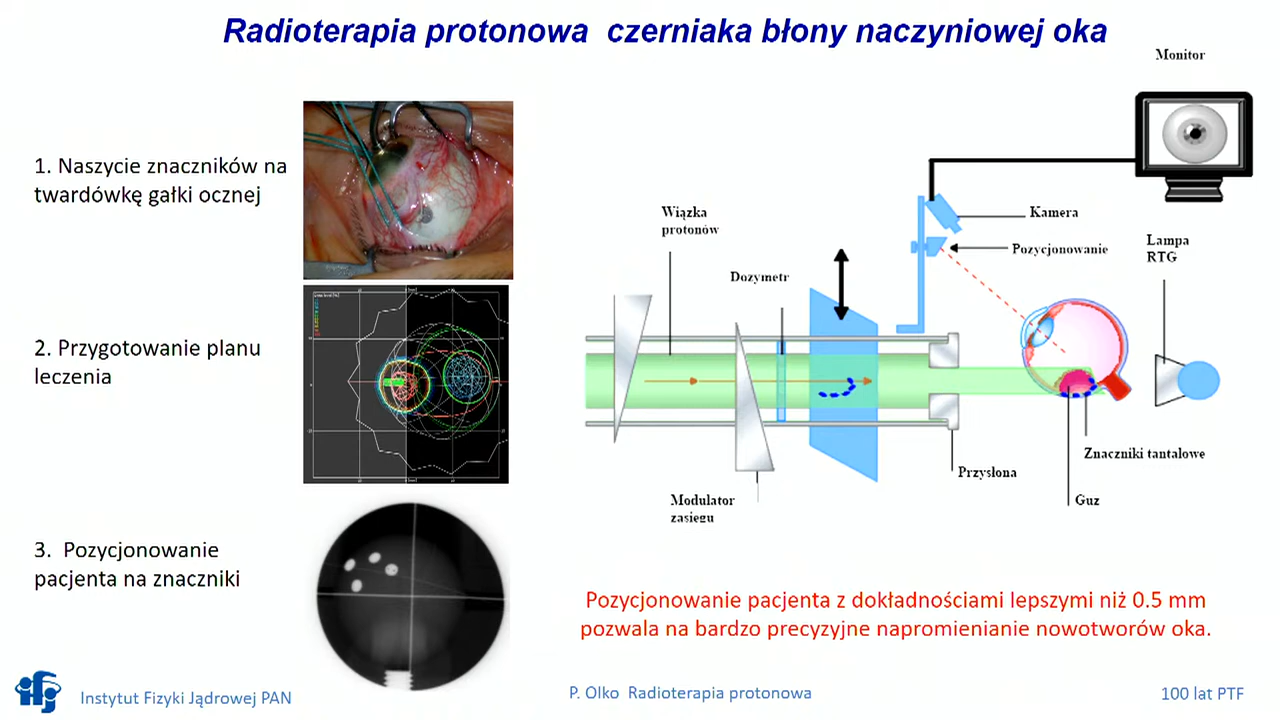 Radioterapia protonowa czerniaka błony naczyniowej oka
1. Naszycie znaczników na
twardówkę gałki ocznej
2. Przygotowanie planu
leczenia
3. Pozycjonowanie
pacjenta na znaczniki
Monitor
Kamera
Pozycjonowanie
Lampa
RTG
Wiązka
protonów
Dozymetr
Modulator
zasięgu
Przysłona
Znaczniki tantalowe
Guz
Pozycjonowanie pacjenta z dokładnościami lepszymi niż 0.5 mm
pozwala na bardzo precyzyjne napromienianie nowotworów oka.
ifj
Instytut Fizyki Jądrowej PAN
P. Olko Radioterapia protonowa
100 lat PTF